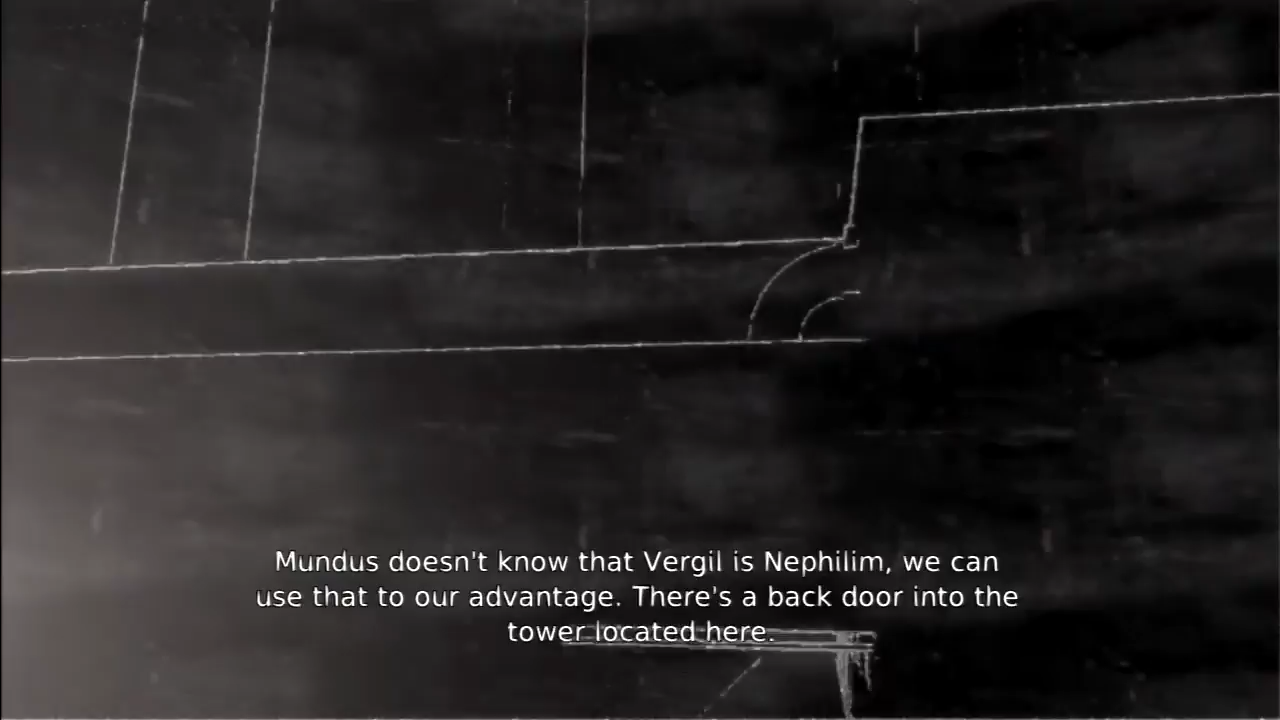 Mundus doesn't know that Vergil is Nephilim, we can
use that to our advantage. There's a back door into the
tower located here.